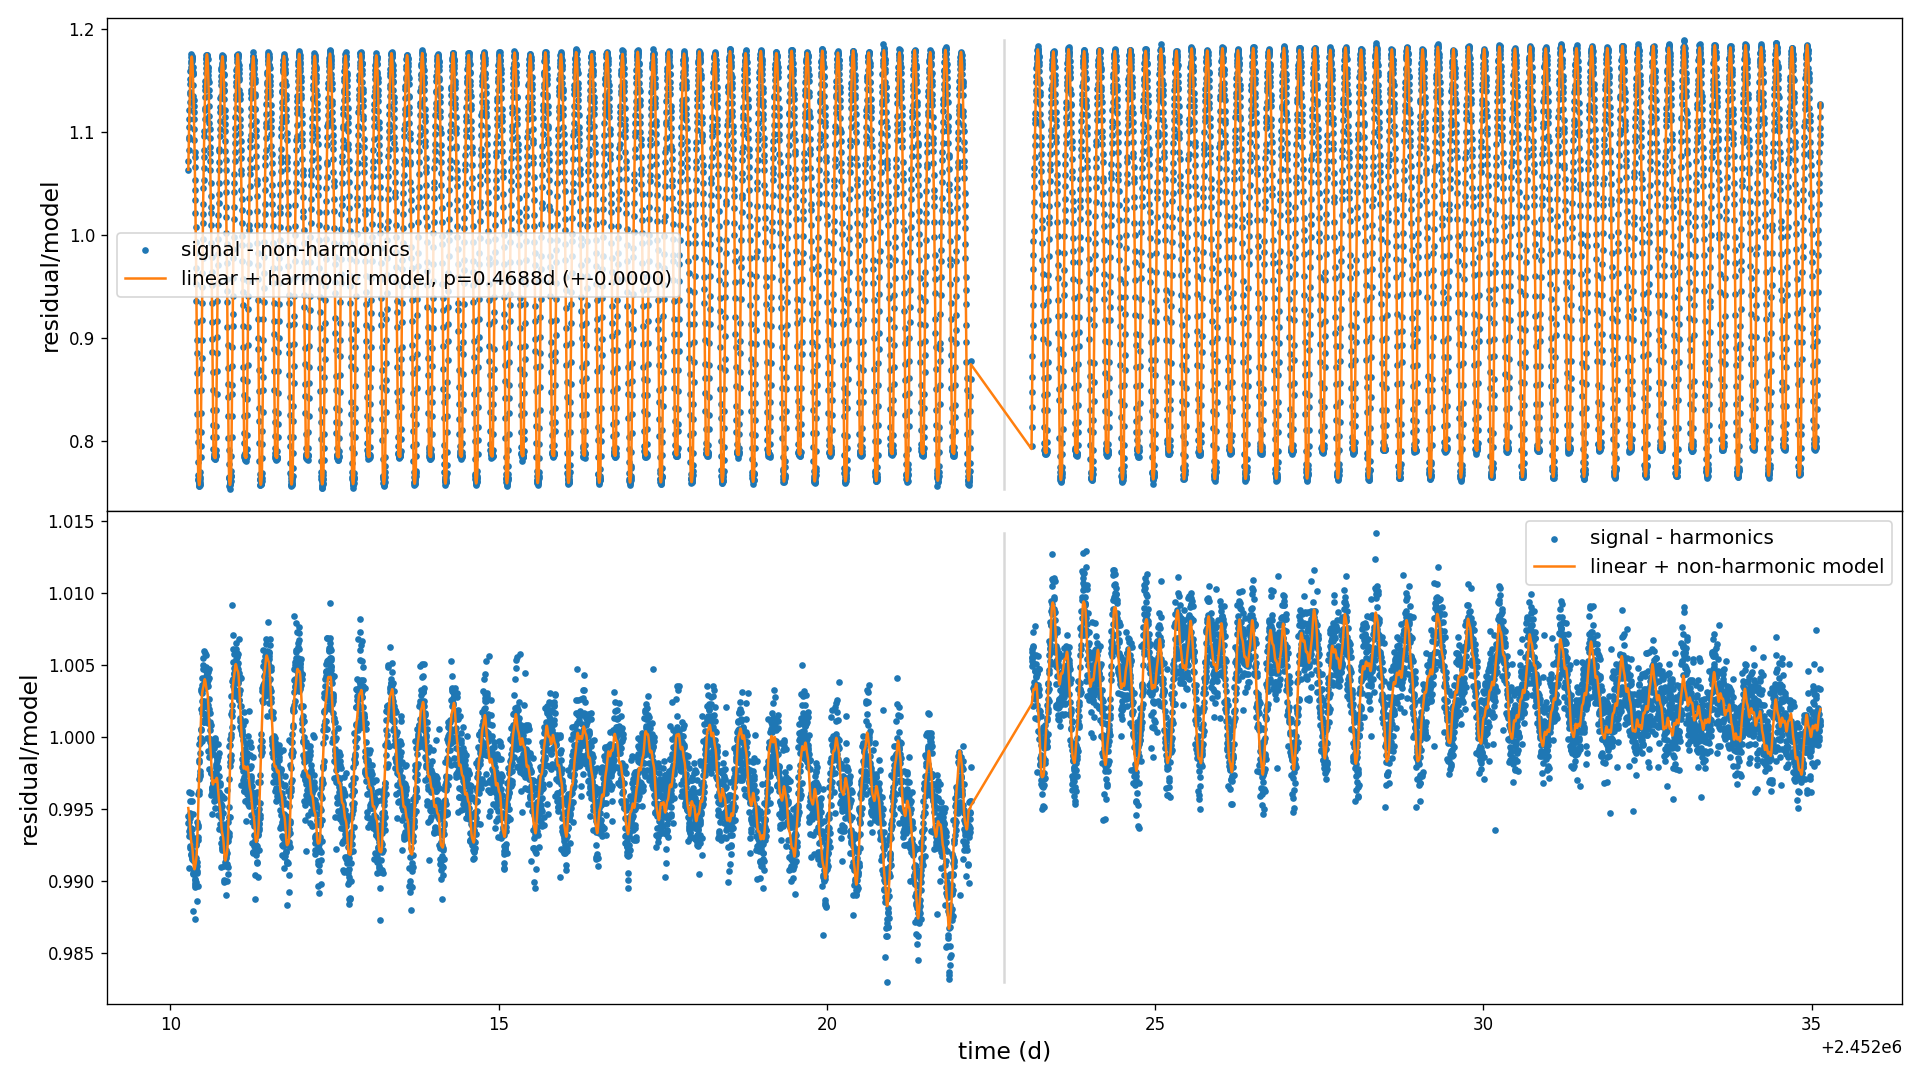 1.2
1.1
1.0
0.9
0.8
residual/model
signal - non-harmonics
linear + harmonic model, p=0.4688d (+-0.0000)
1.015
1.010
1.005
1.000
0.995
0.990
0.985
residual/model
signal - harmonics
linear + non-harmonic model
10 15 20 25 30 35
time (d)
+2.452e6